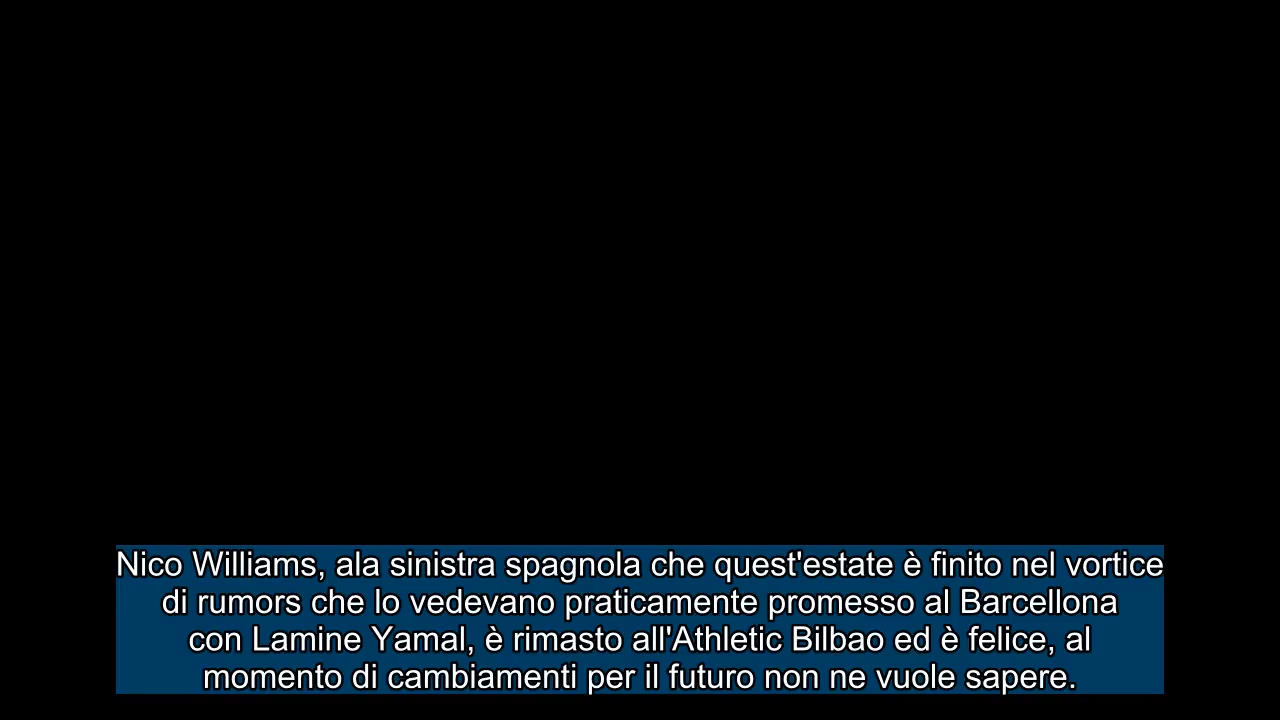 Nico Williams, ala sinistra spagnola che quest'estate è finito nel vortice
di rumors che lo vedevano praticamente promesso al Barcellona
con Lamine Yamal, è rimasto all'Athletic Bilbao ed è felice, al
momento di cambiamenti per il futuro non ne vuole sapere.